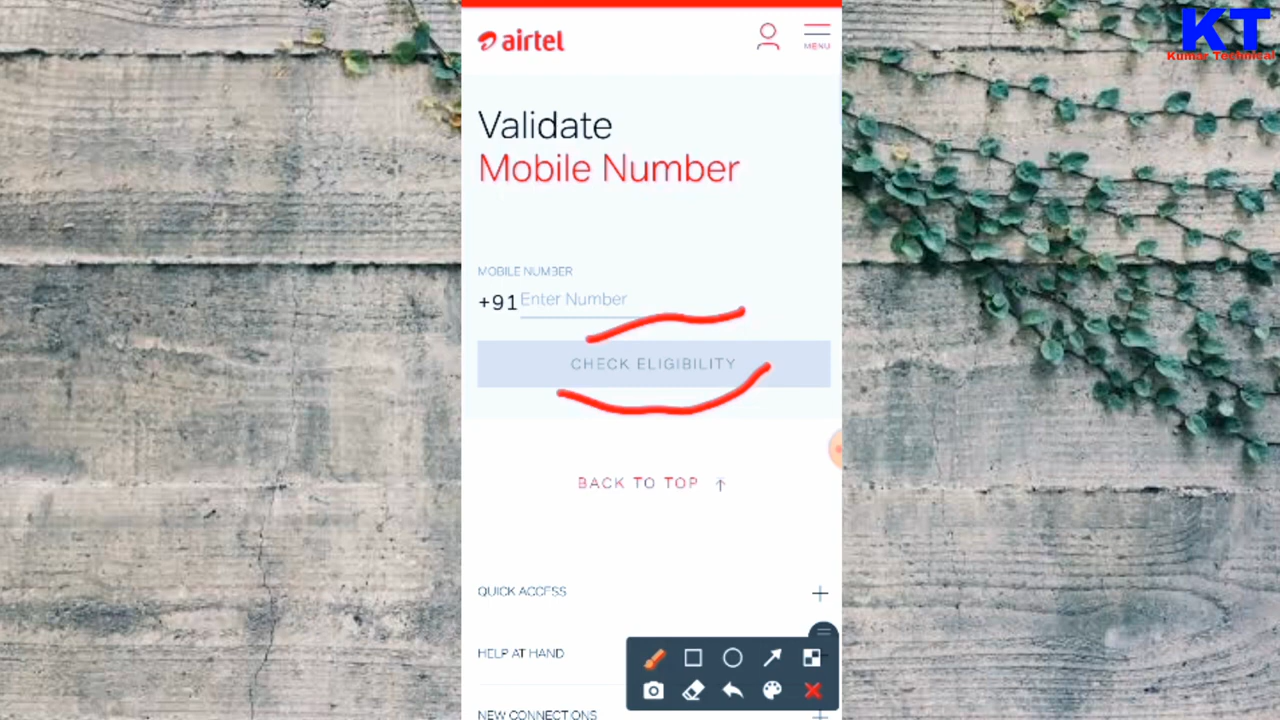 KT
Kumar Technical
airtel
MENU
Validate
Mobile Number
MOBILE NUMBER
+91 Enter Number
CHECK ELIGIBILITY
BACK TO TOP
QUICK ACCESS
HELP AT HAND
NEW CONNECTIONS